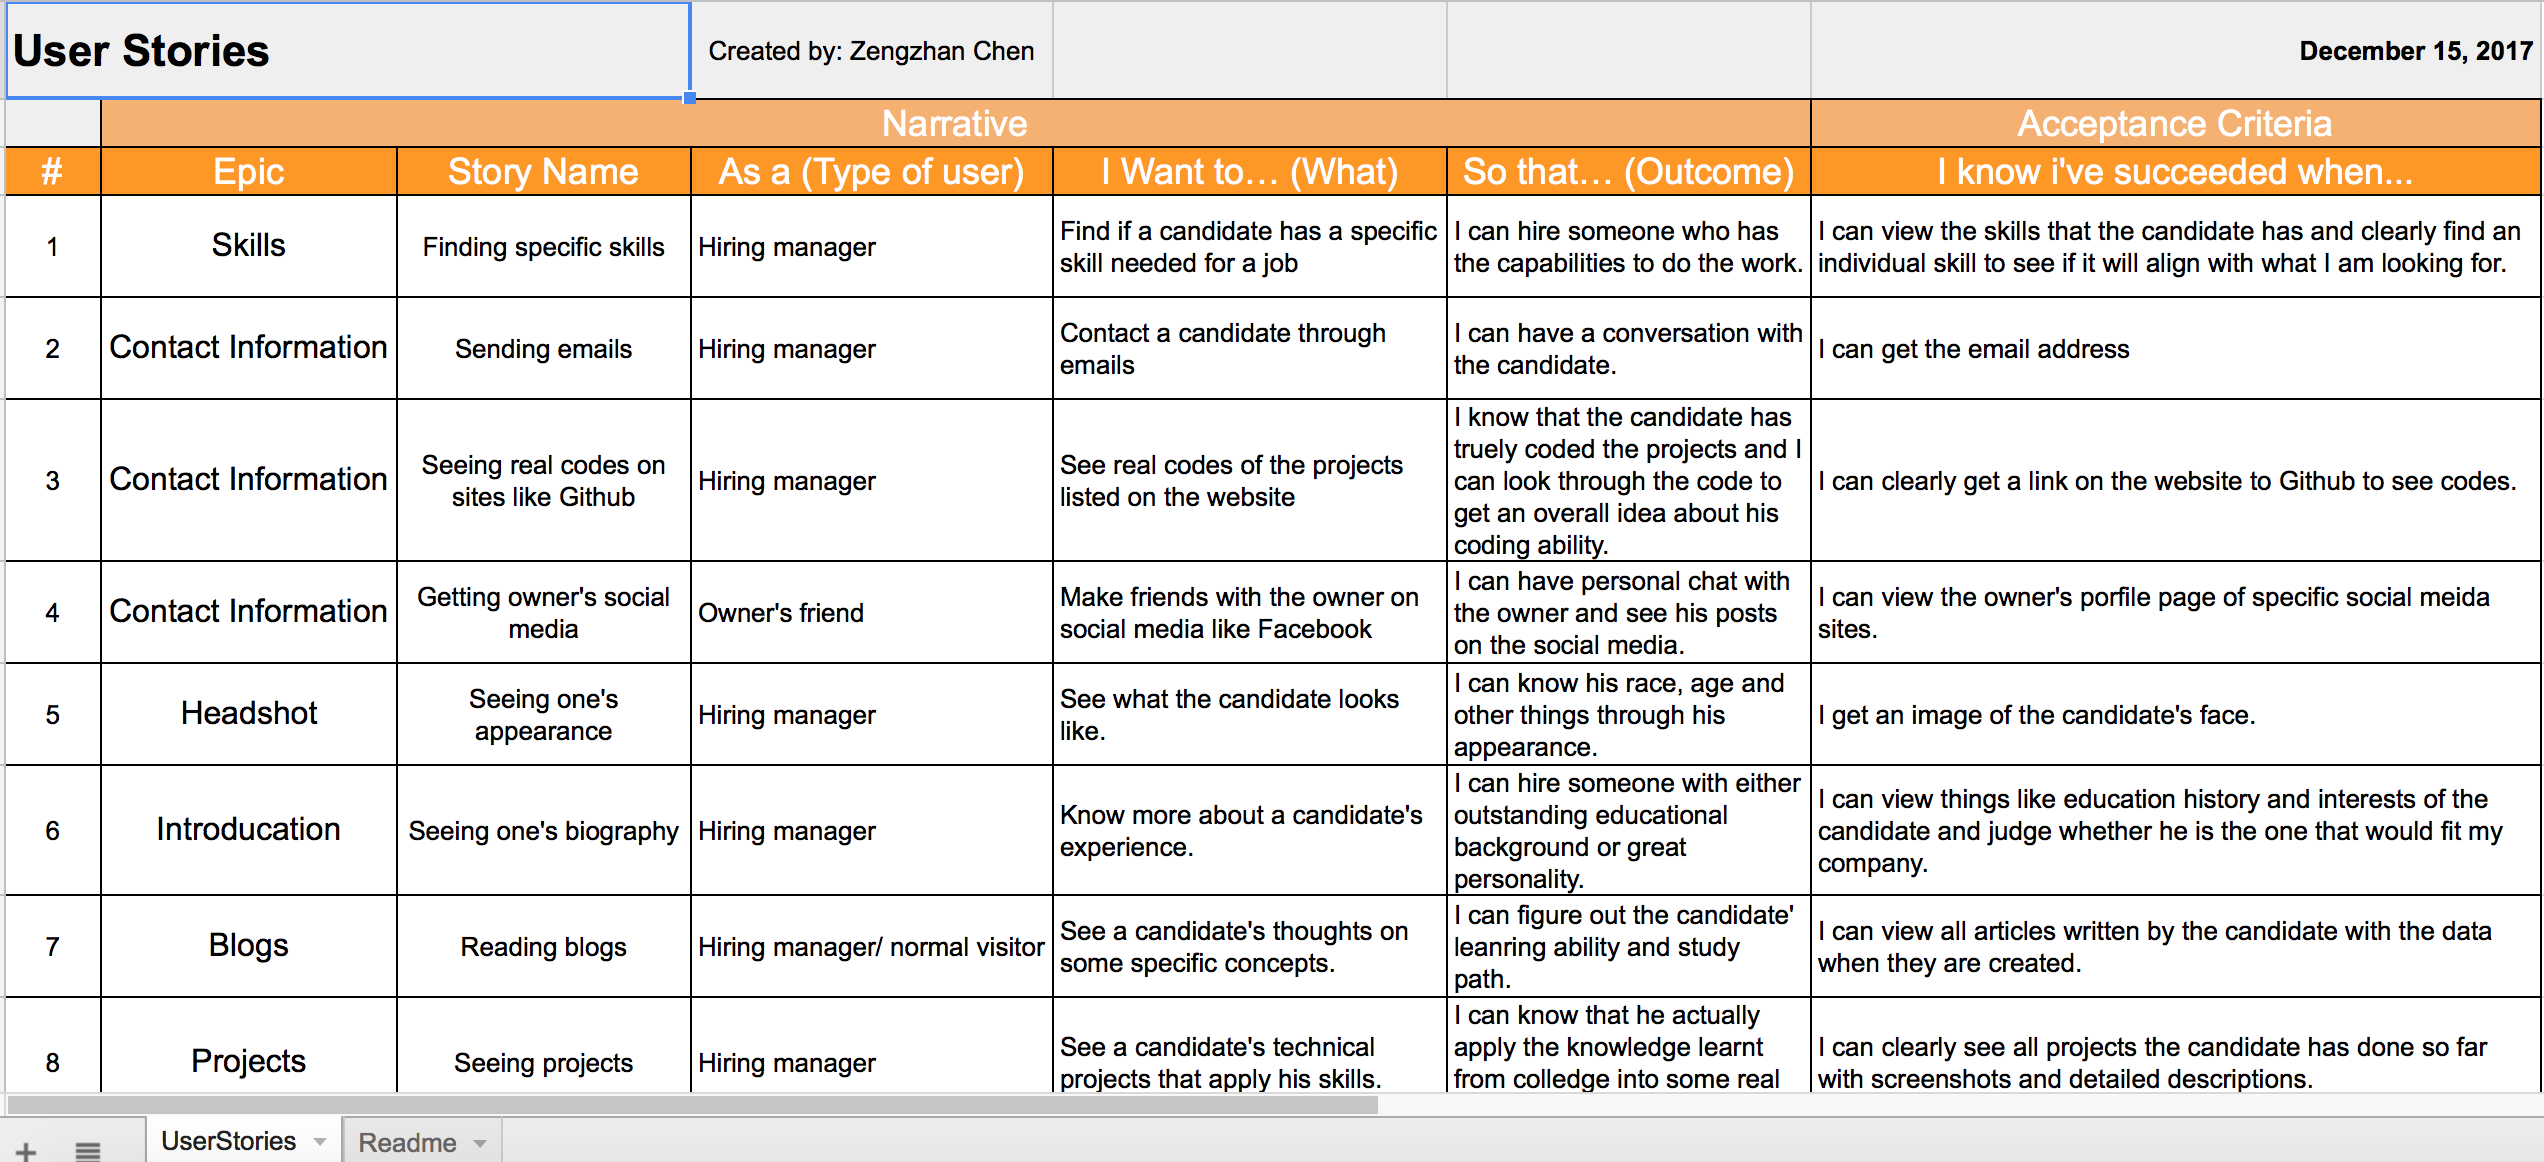 User Stories
Created by: Zengzhan Chen
December 15, 2017
Narrative
Acceptance Criteria
#
Epic
Story Name
As a (Type of user)
I Want to... (What)
So that... (Outcome)
I know i've succeeded when...
1
Skills
Finding specific skills
Hiring manager
Find if a candidate has a specific
skill needed for a job
I can hire someone who has
the capabilities to do the work.
I can view the skills that the candidate has and clearly find an
individual skill to see if it will align with what I am looking for.
2
Contact Information
Sending emails
Hiring manager
Contact a candidate through
emails
I can have a conversation with
the candidate.
I can get the email address
3
Contact Information
Seeing real codes on
sites like Github
Hiring manager
See real codes of the projects
listed on the website
I know that the candidate has
truely coded the projects and I
can look through the code to
get an overall idea about his
coding ability.
I can clearly get a link on the website to Github to see codes.
4
Contact Information
Getting owner's social
media
Owner's friend
Make friends with the owner on
social media like Facebook
I can have personal chat with
the owner and see his posts
on the social media.
I can view the owner's porfile page of specific social meida
sites.
5
Headshot
Seeing one's
appearance
Hiring manager
See what the candidate looks
like.
I can know his race, age and
other things through his
appearance.
I get an image of the candidate's face.
6
Introducation
Seeing one's biography
Hiring manager
Know more about a candidate's
experience.
I can hire someone with either
outstanding educational
background or great
personality.
I can view things like education history and interests of the
candidate and judge whether he is the one that would fit my
company.
7
Blogs
Reading blogs
Hiring manager/ normal visitor
See a candidate's thoughts on
some specific concepts.
I can figure out the candidate'
leanring ability and study
path.
I can view all articles written by the candidate with the data
when they are created.
8
Projects
Seeing projects
Hiring manager
See a candidate's technical
projects that apply his skills.
I can know that he actually
apply the knowledge learnt
from colledge into some real
I can clearly see all projects the candidate has done so far
with screenshots and detailed descriptions.
UserStories
Readme